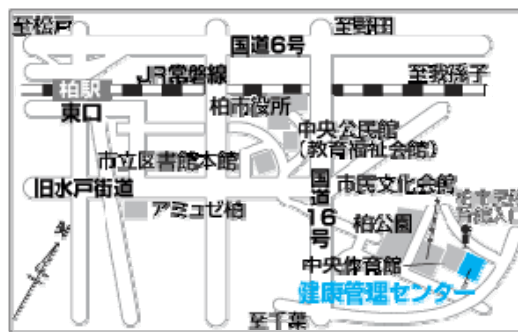 至松戸
至野田
国道6号
JR常磐線
至我孫子
柏駅
東口
柏市役所
中央公民館
(教育福祉会館)
市立図書館本館
国道16号
市民文化会館
旧水戸街道
アミュゼ柏
柏公園
中央体育館
健康管理センター
至千葉
北